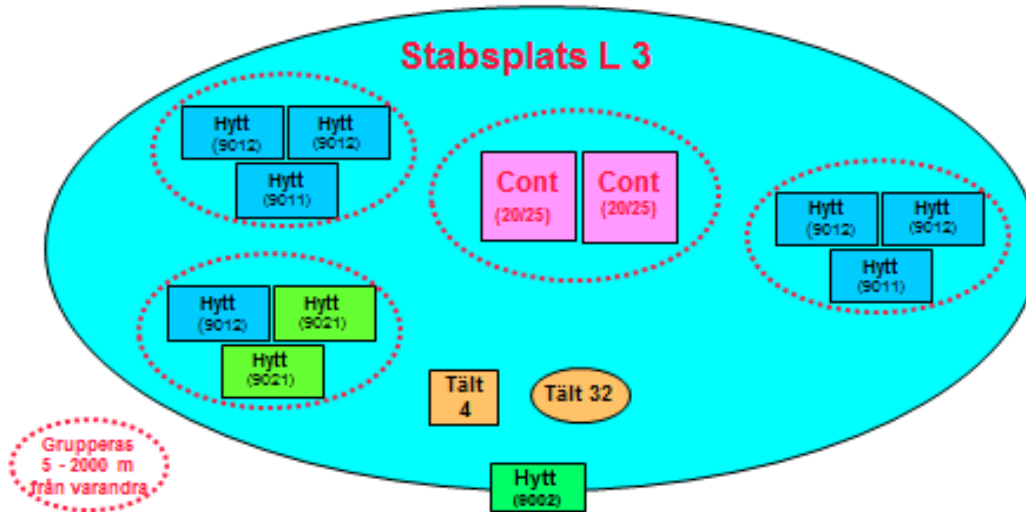 Stabsplats L 3
Hytt
(9012)
Hytt
(9012)
Hytt
(9011)
Cont
(20/25)
Cont
(20/25)
Hytt
(9012)
Hytt
(9012)
Hytt
(9011)
Hytt
(9012)
Hytt
(9021)
Hytt
(9021)
Tält
4
Tält 32
Grupperas
5 - 2000 m
från varandra
Hytt
(9002)